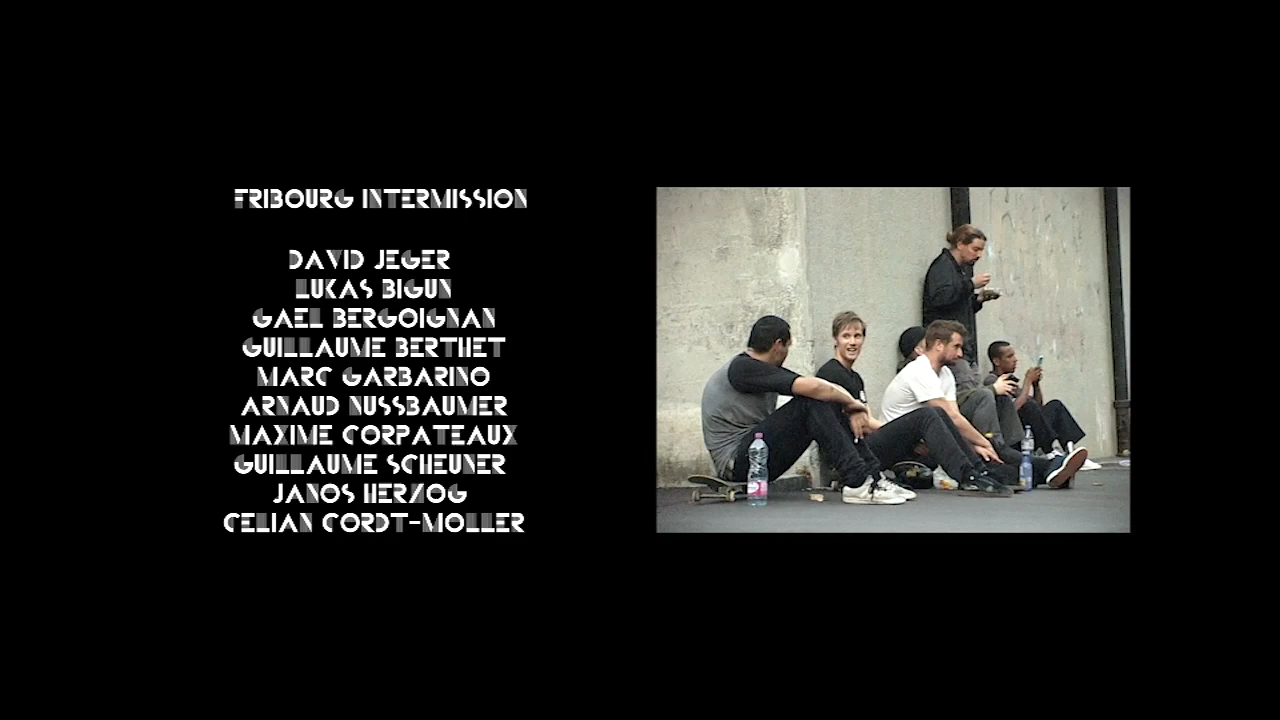 FRIBOURG INTERMISSION
DAVID JEGER
LUKAS BIGUN
GAEL BERGOIGNAN
GUILLAUME BERTHET
MARC GARBARINO
ARNAUD NUSSBAUMER
MAXIME CORPATEAUX
GUILLAUME SCHEUNER
JANOS HERZOG
CELIAN CORDT-MOLLER